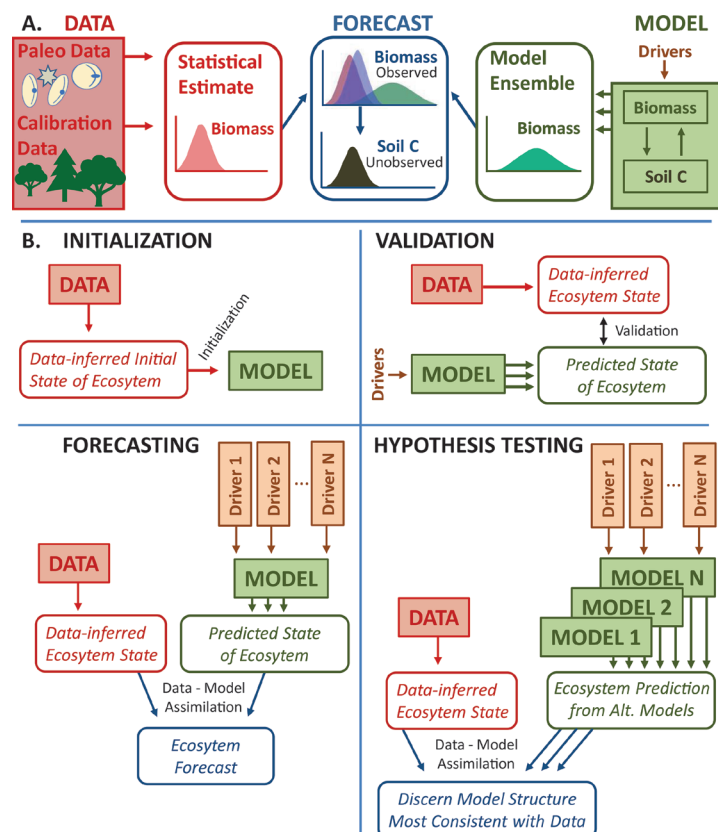 A. DATA
FORECAST
MODEL
Paleo Data
Calibration
Data
Statistical
Estimate
Biomass
Biomass
Observed
Soil C
Unobserved
Model
Ensemble
Biomass
Drivers
Biomass
Soil C
B. INITIALIZATION
DATA
Data-inferred Initial
State of Ecosytem
Initialization
MODEL
VALIDATION
DATA
Data-inferred
Ecosytem State
Validation
Drivers
MODEL
Predicted State
of Ecosytem
FORECASTING
Driver 1
Driver 2
...
Driver N
DATA
MODEL
Data-inferred
Ecosytem State
Predicted State
of Ecosytem
Data - Model
Assimilation
Ecosytem
Forecast
HYPOTHESIS TESTING
Driver 1
Driver 2
...
Driver N
MODEL N
MODEL 2
MODEL 1
DATA
Data-inferred
Ecosytem State
Ecosystem Prediction
from Alt. Models
Data - Model
Assimilation
Discern Model Structure
Most Consistent with Data